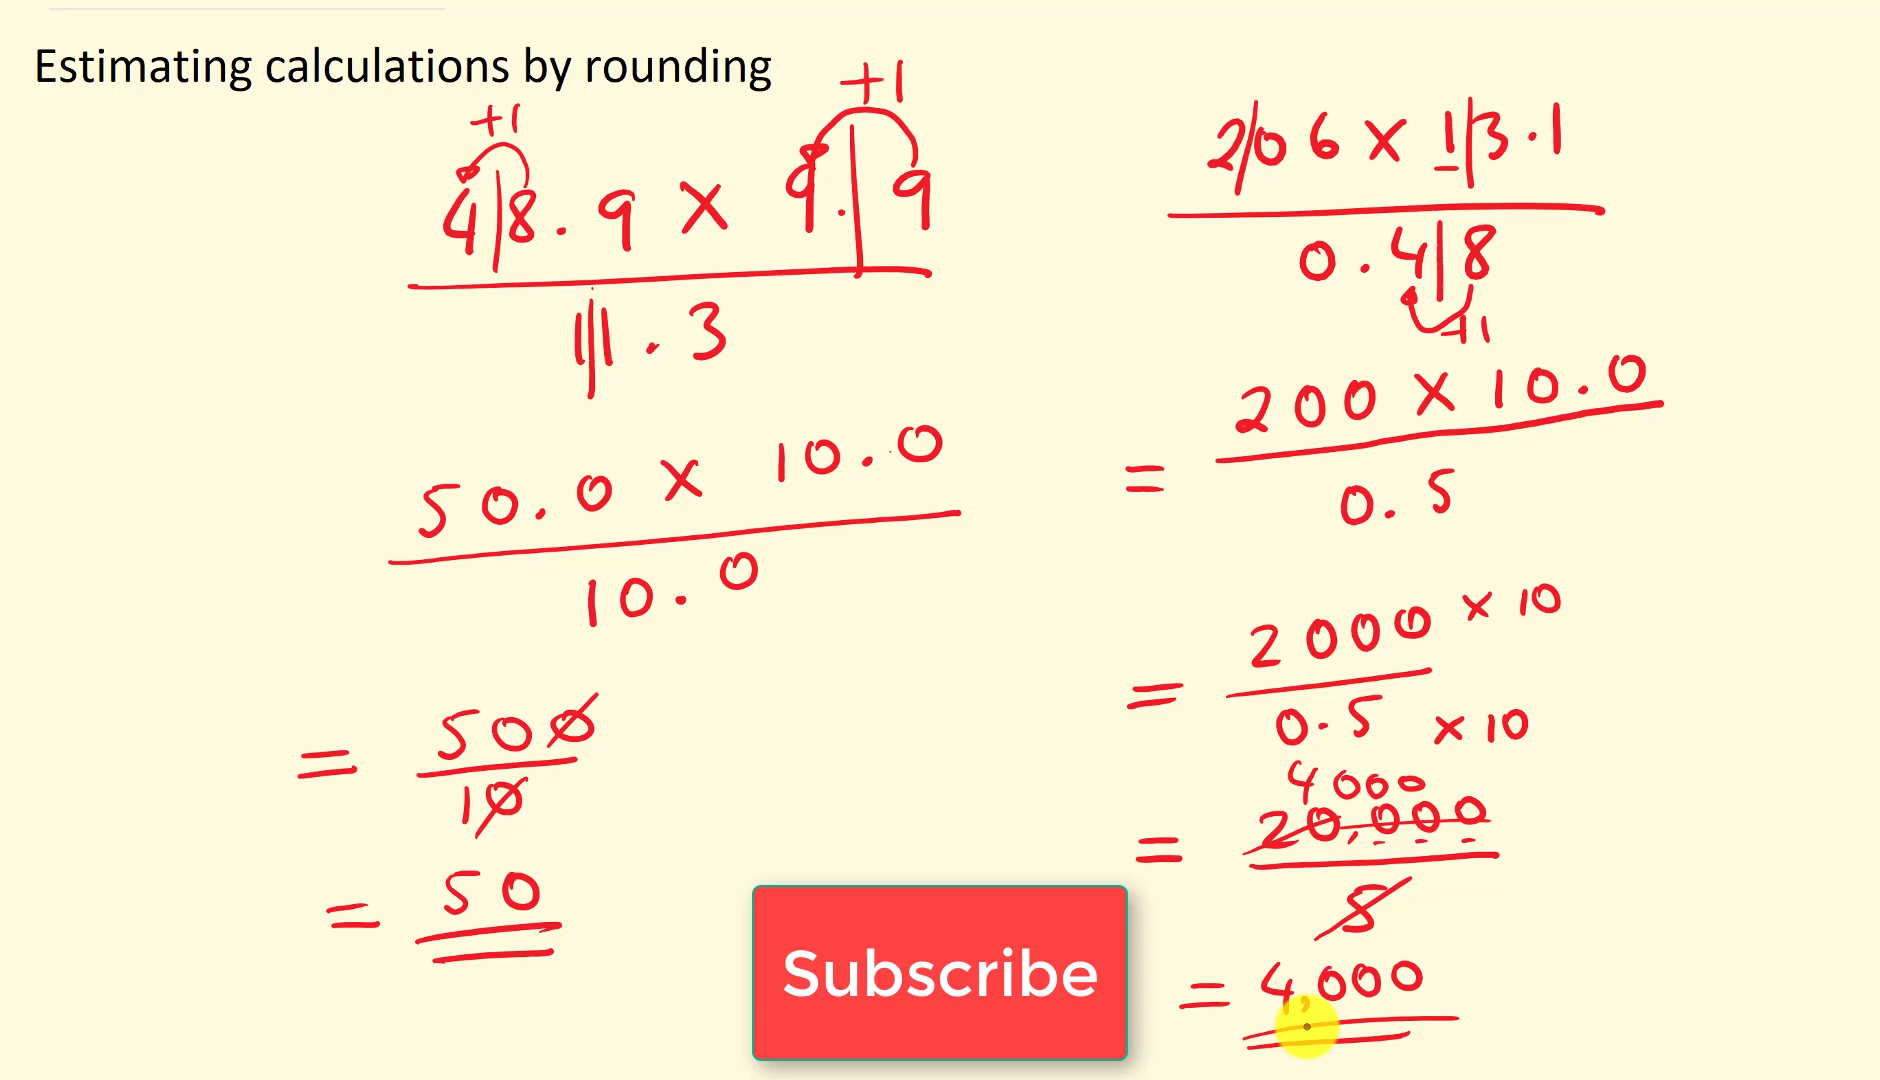 Estimating calculations by rounding
+1 +1
48.9 × 9.9
11.3
50.0 × 10.0
10.0
= 500
10
= 50
206 × 13.1
0.48
+1
200 × 10.0
= 0.5
= 2000 × 10
0.5 × 10
4000
= 20,000
5
= 4,000
Subscribe